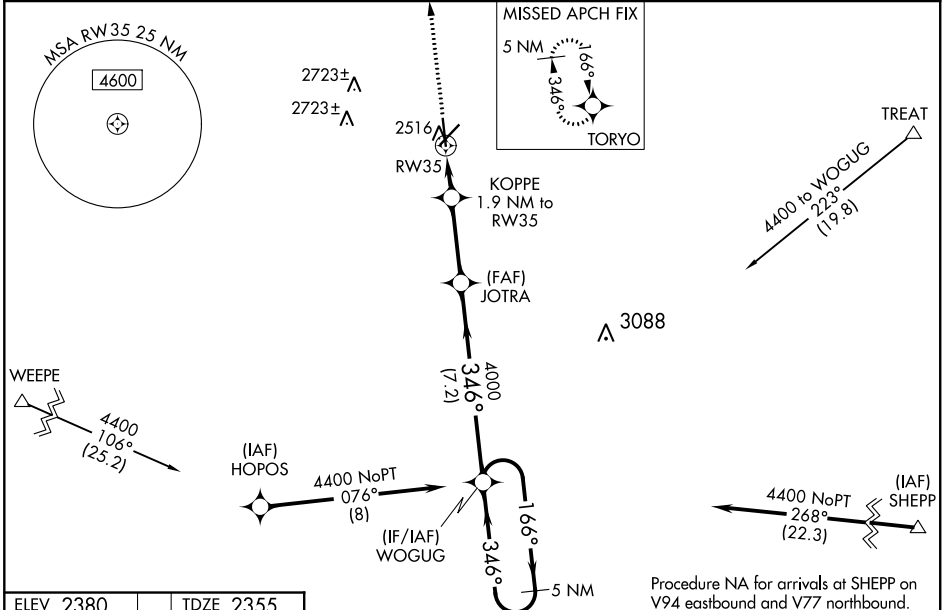 MSA RW35 25 NM
4600
2723±
2723±
2516
RW35
MISSED APCH FIX
5 NM
166°
346°
TORYO
TREAT
4400 to WOGUG
223°
(19.8)
KOPPE
1.9 NM to
RW35
(FAF)
JOTRA
3088
4000
346°
(7.2)
WEEPE
4400
106°
(25.2)
(IAF)
HOPOS
4400 NoPT
076°
(8)
(IF/IAF)
WOGUG
166°
346°
5 NM
4400 NoPT
268°
(22.3)
(IAF)
SHEPP
Procedure NA for arrivals at SHEPP on
V94 eastbound and V77 northbound.
ELEV 2380
TDZE 2355